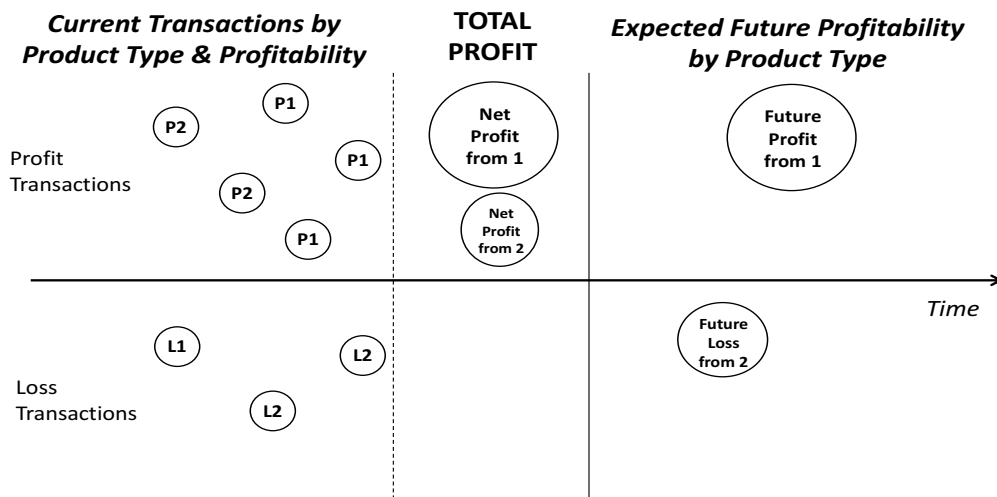 Current Transactions by
Product Type & Profitability
TOTAL
PROFIT
Expected Future Profitability
by Product Type
Profit
Transactions
P2
P1
P1
P2
P1
Net
Profit
from 1
Net
Profit
from 2
Future
Profit
from 1
Time
Loss
Transactions
L1
L2
L2
Future
Loss
from 2